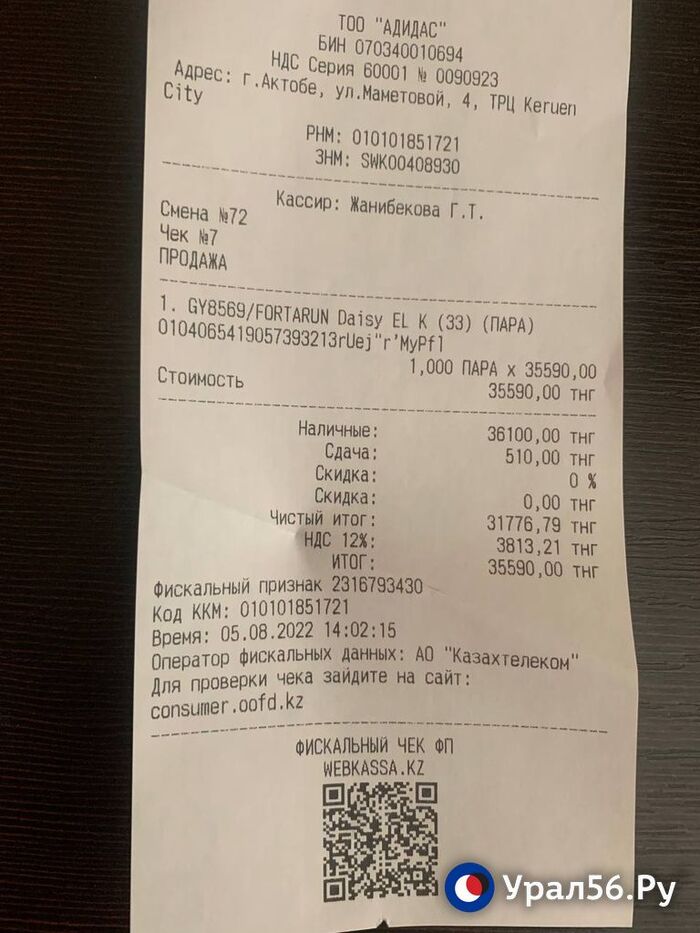 ТОО "АДИДАС"
БИН 070340010694
НДС Серия 60001 № 0090923
Адрес: г.Актобе, ул.Маметовой, 4, ТРЦ Keruen
City
РНМ: 010101851721
ЗНМ: SWK00408930
Кассир: Жанибекова Г.Т.
Смена №72
Чек №7
ПРОДАЖА
1. GY8569/FORTARUN Daisy EL K (33) (ПАРА)
0104065419057393213rUej"r'MyPfl
1,000 ПАРА x 35590,00
Стоимость 35590,00 тнг
Наличные: 36100,00 тнг
Сдача: 510,00 тнг
Скидка: 0 %
Скидка: 0,00 тнг
Чистый итог: 31776,79 тнг
НДС 12%: 3813,21 тнг
ИТОГ: 35590,00 тнг
Фискальный признак 2316793430
Код ККМ: 010101851721
Время: 05.08.2022 14:02:15
Оператор фискальных данных: АО "Казахтелеком"
Для проверки чека зайдите на сайт:
consumer.oofd.kz
ФИСКАЛЬНЫЙ ЧЕК ФП
WEBKASSA.KZ
Урал56.Ру